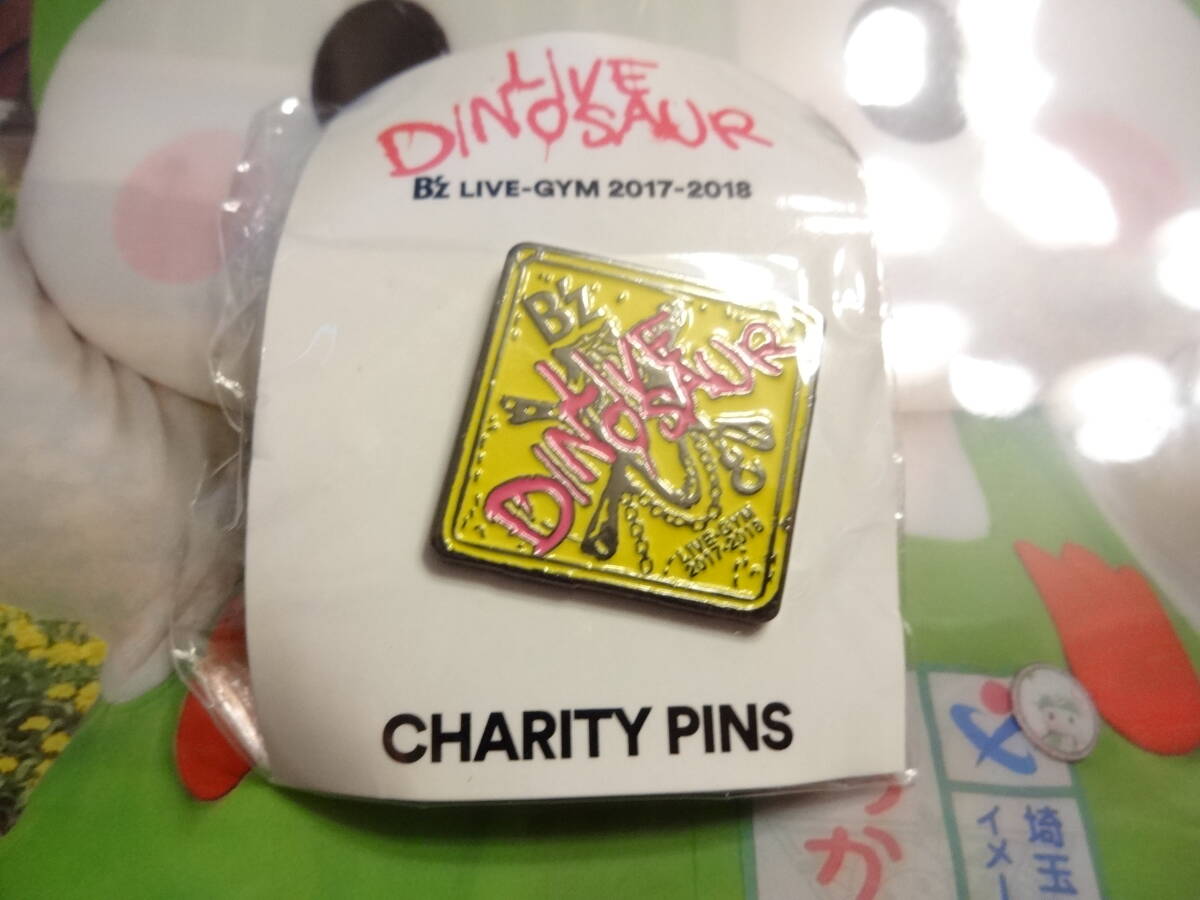 LIVE
DINOSAUR
B'z LIVE-GYM 2017-2018
B'z
LIVE
DINOSAUR
LIVE-GYM
2017-2018
CHARITY PINS
か
埼玉
イメー